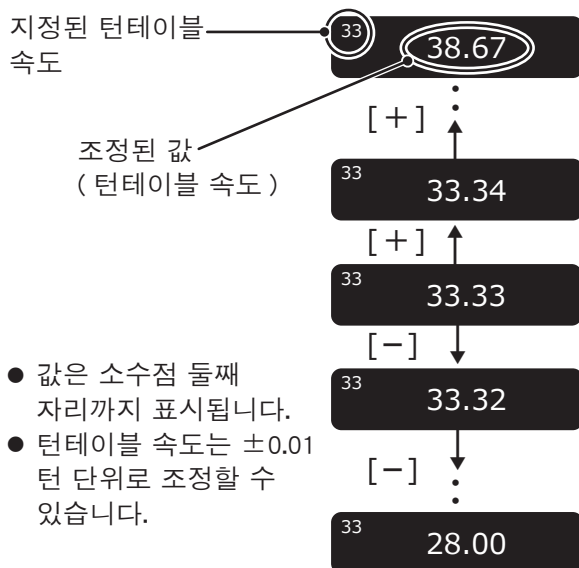 지정된 턴테이블
속도
33
38.67
[+]
조정된 값
( 턴테이블 속도 )
33
33.34
[+]
33
33.33
[−]
● 값은 소수점 둘째
자리까지 표시됩니다.
33
33.32
● 턴테이블 속도는 ±0.01
턴 단위로 조정할 수
있습니다.
[−]
33
28.00